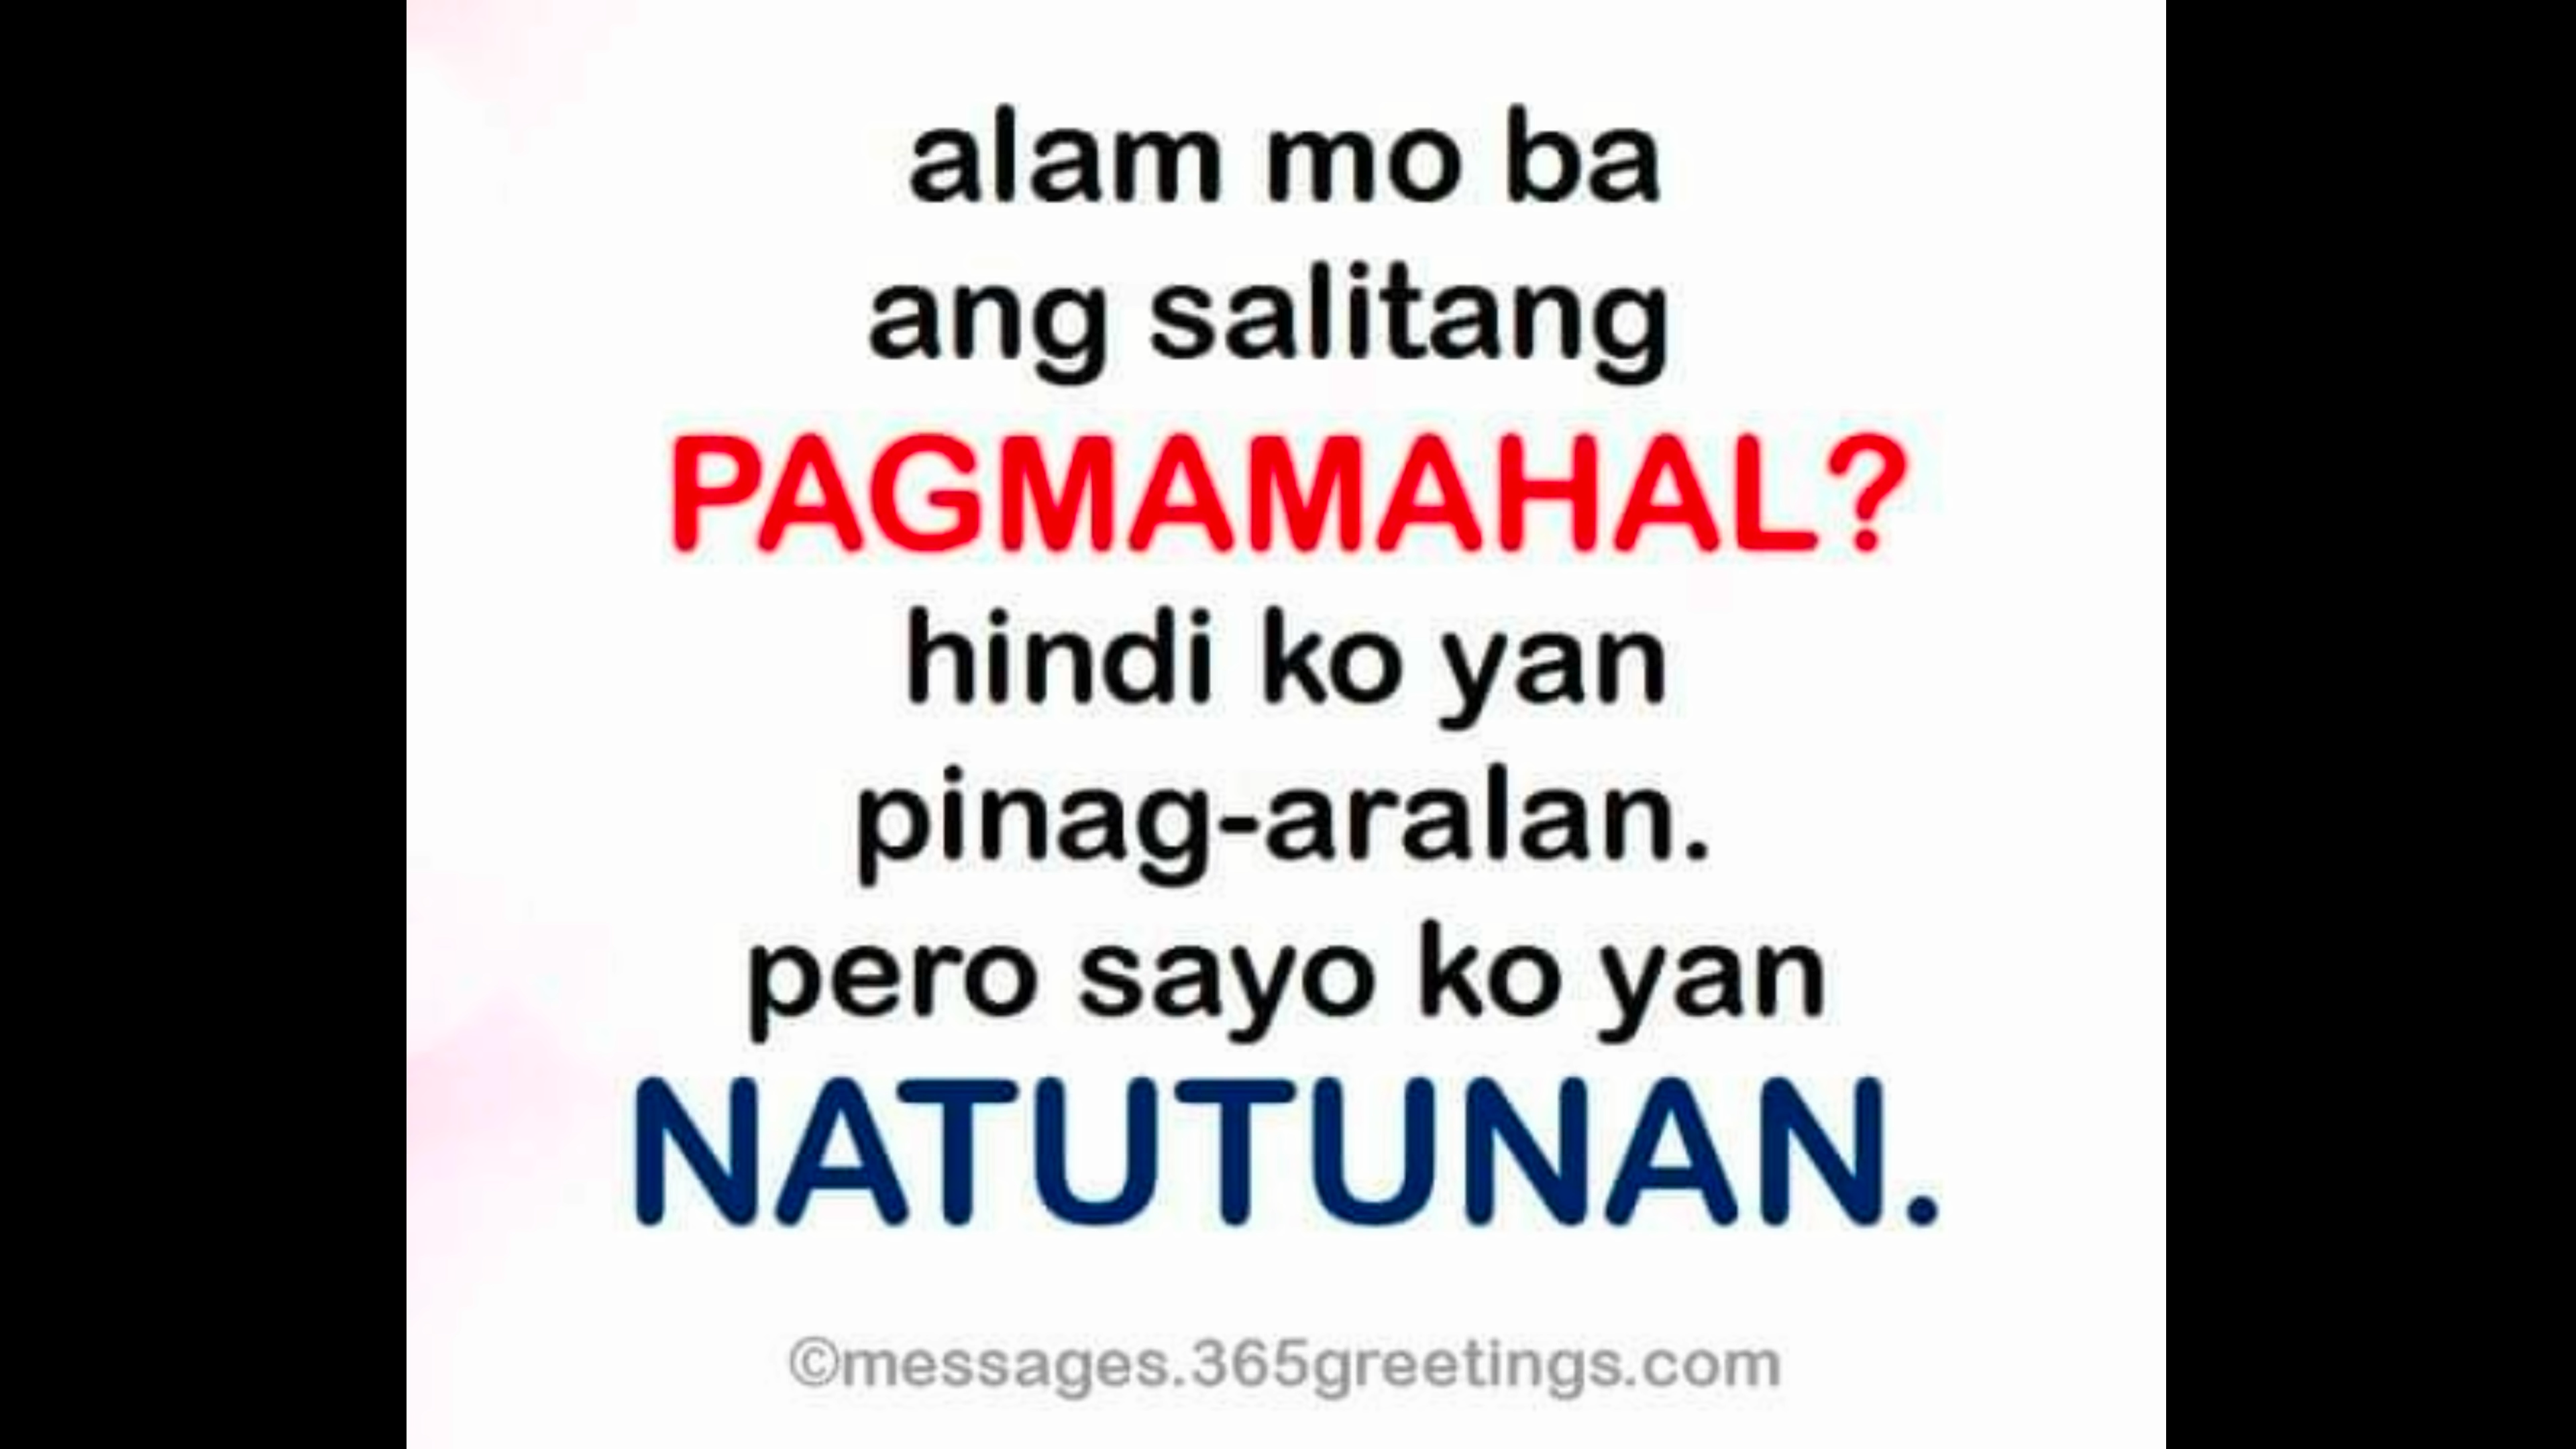 alam mo ba
ang salitang
PAGMAMAHAL?
hindi ko yan
pinag-aralan.
pero sayo ko yan
NATUTUNAN.
©messages.365greetings.com